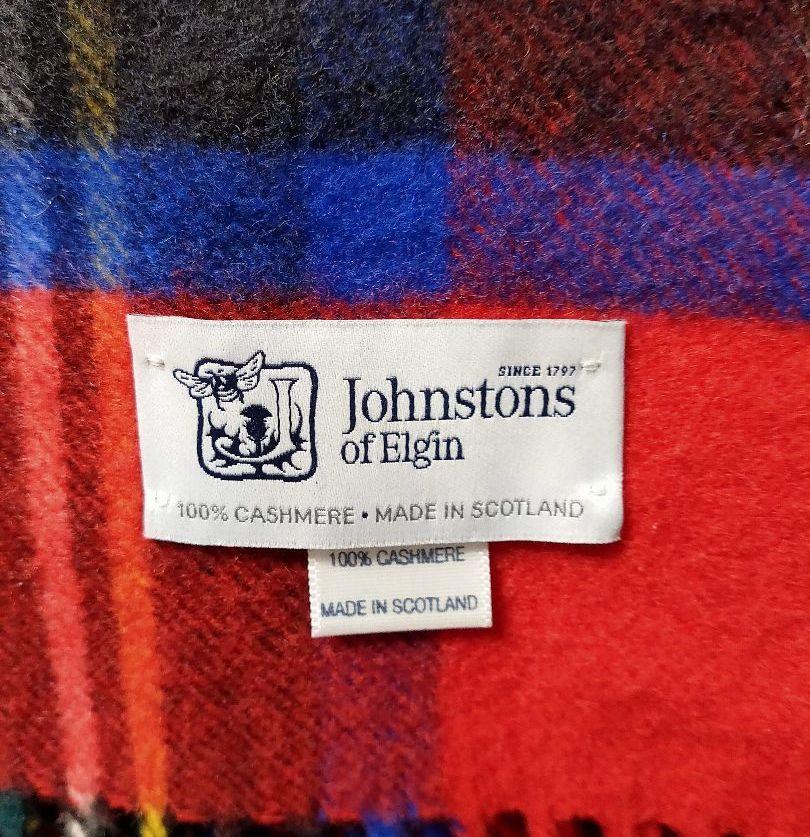 SINCE 1797
Johnstons
of Elgin
100% CASHMERE • MADE IN SCOTLAND
100% CASHMERE
MADE IN SCOTLAND